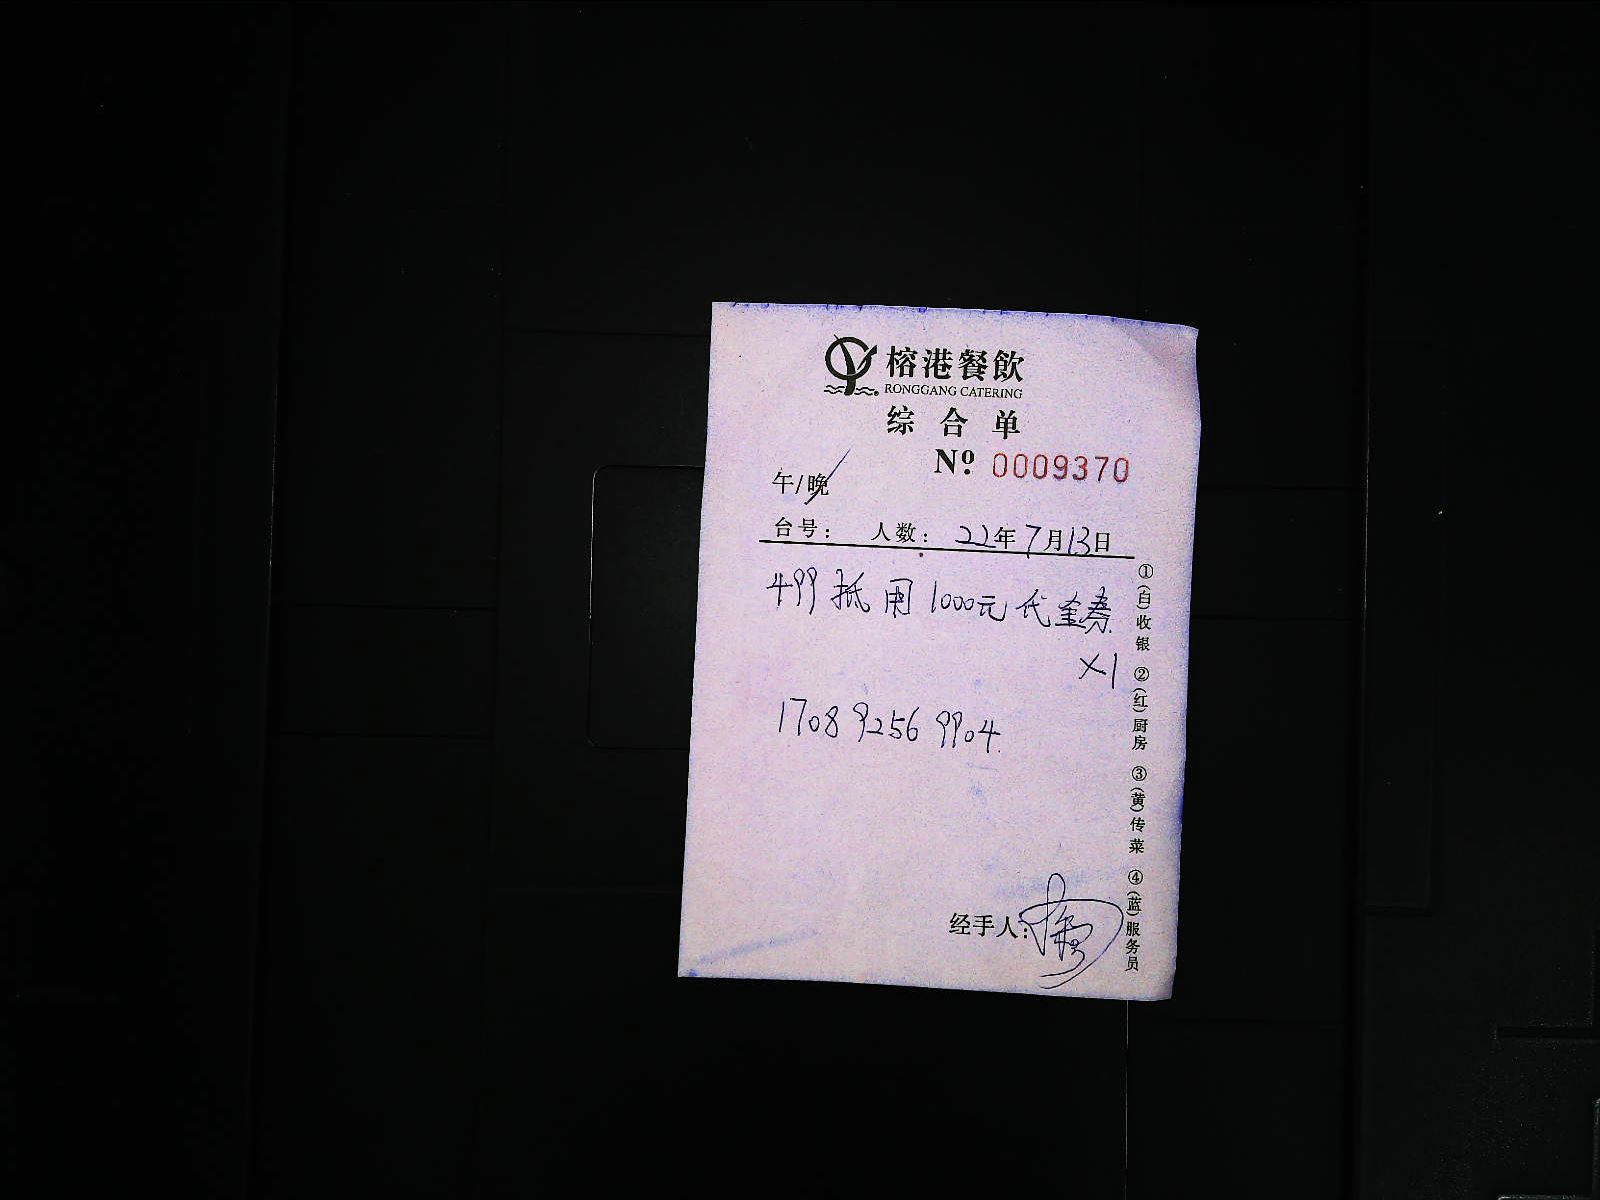 榕港餐飲
RONGGANG CATERING
综合单
Nº 0009370
午/晚
台号： 人数： 22年7月13日
499抵用1000元代金券
X1
1708 9256 9904
经手人：
①(白)收银 ②(红)厨房 ③(黄)传菜 ④(蓝)服务员